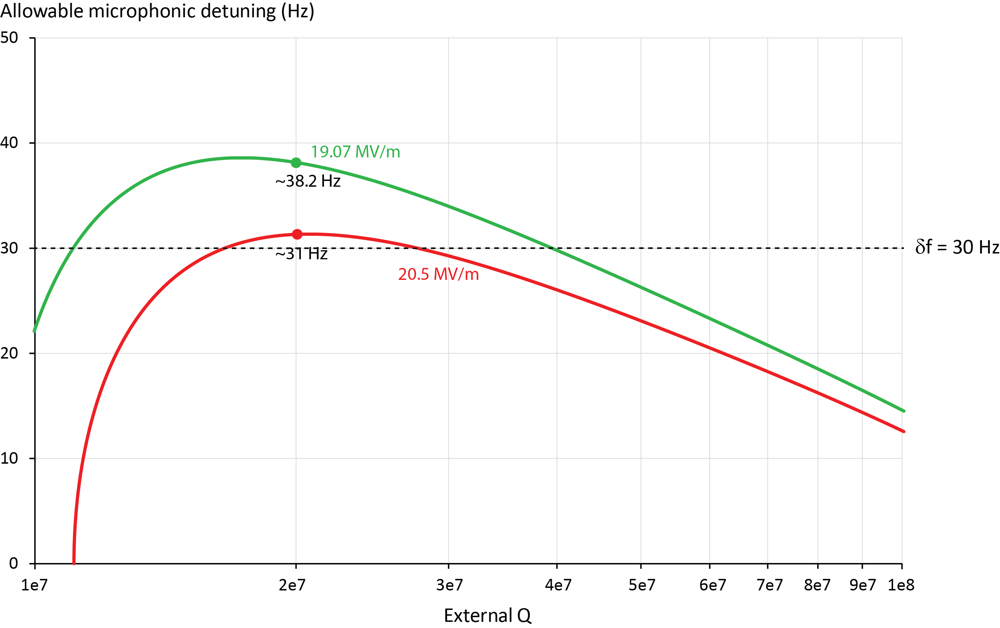 Allowable microphonic detuning (Hz)
50
40
19.07 MV/m
~38.2 Hz
30
δf = 30 Hz
~31 Hz
20.5 MV/m
20
10
0
1e7 2e7 3e7 4e7 5e7 6e7 7e7 8e7 9e7 1e8
External Q